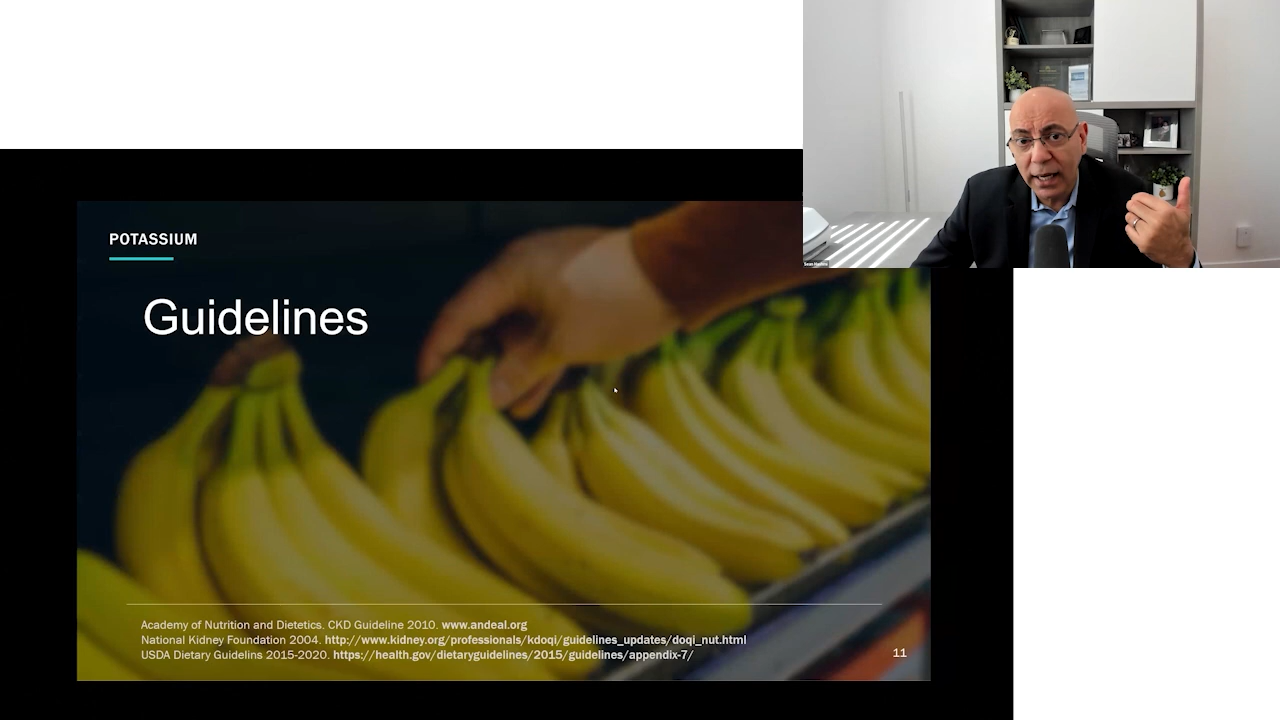 POTASSIUM
Guidelines
Academy of Nutrition and Dietetics. CKD Guideline 2010. www.andeal.org
National Kidney Foundation 2004. http://www.kidney.org/professionals/kdoqi/guidelines_updates/doqi_nut.html
USDA Dietary Guidelins 2015-2020. https://health.gov/dietaryguidelines/2015/guidelines/appendix-7/
11